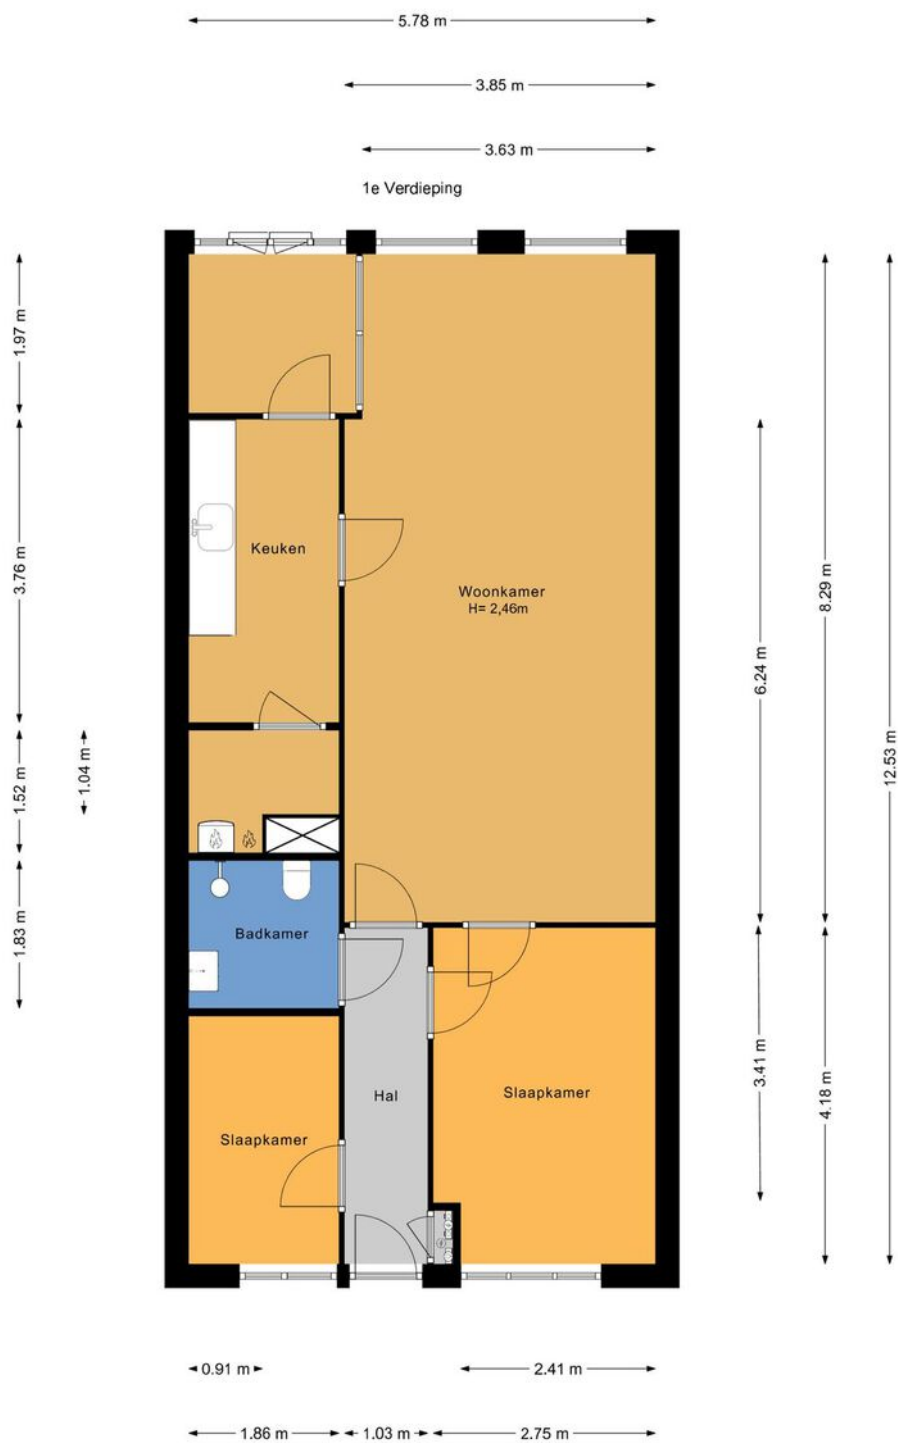 5.78 m
3.85 m
3.63 m
1e Verdieping
1.97 m
3.76 m
Keuken
Woonkamer
H= 2,46m
8.29 m
6.24 m
12.53 m
1.52 m
1.04 m
1.83 m
Badkamer
3.41 m
4.18 m
Hal
Slaapkamer
Slaapkamer
0.91 m
2.41 m
1.86 m
1.03 m
2.75 m